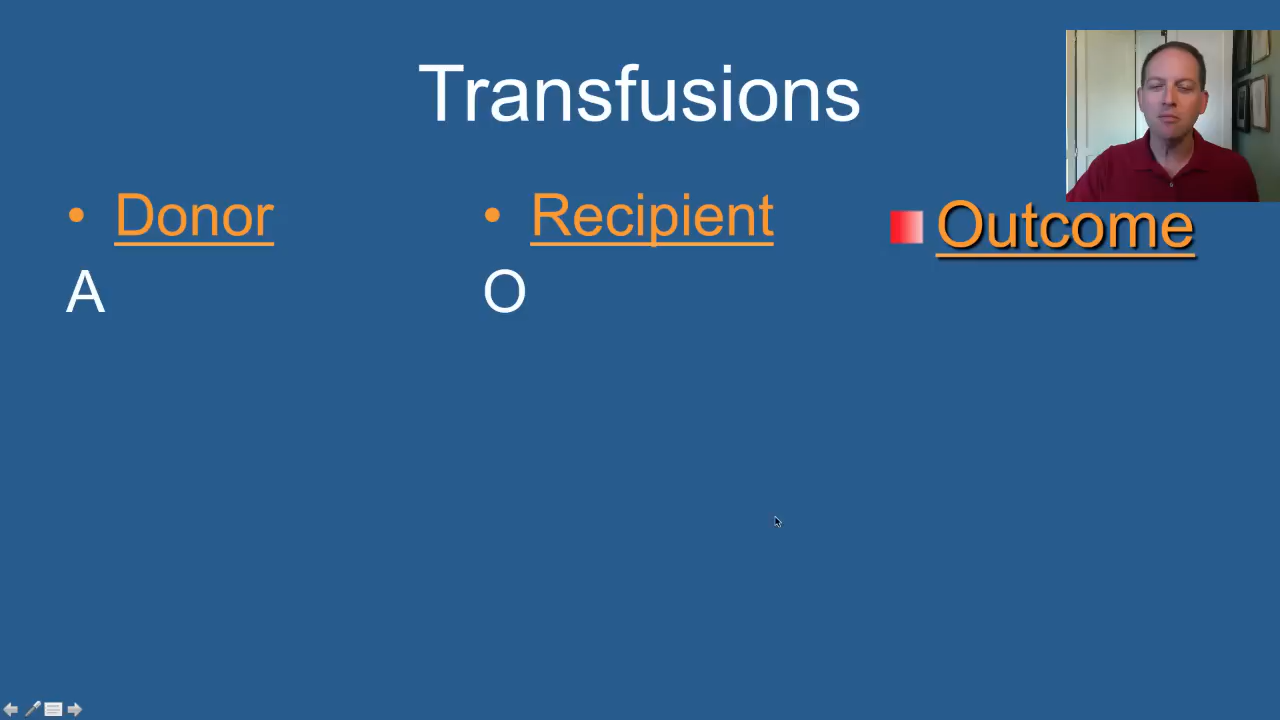 Transfusions
• Donor
A
• Recipient
O
Outcome